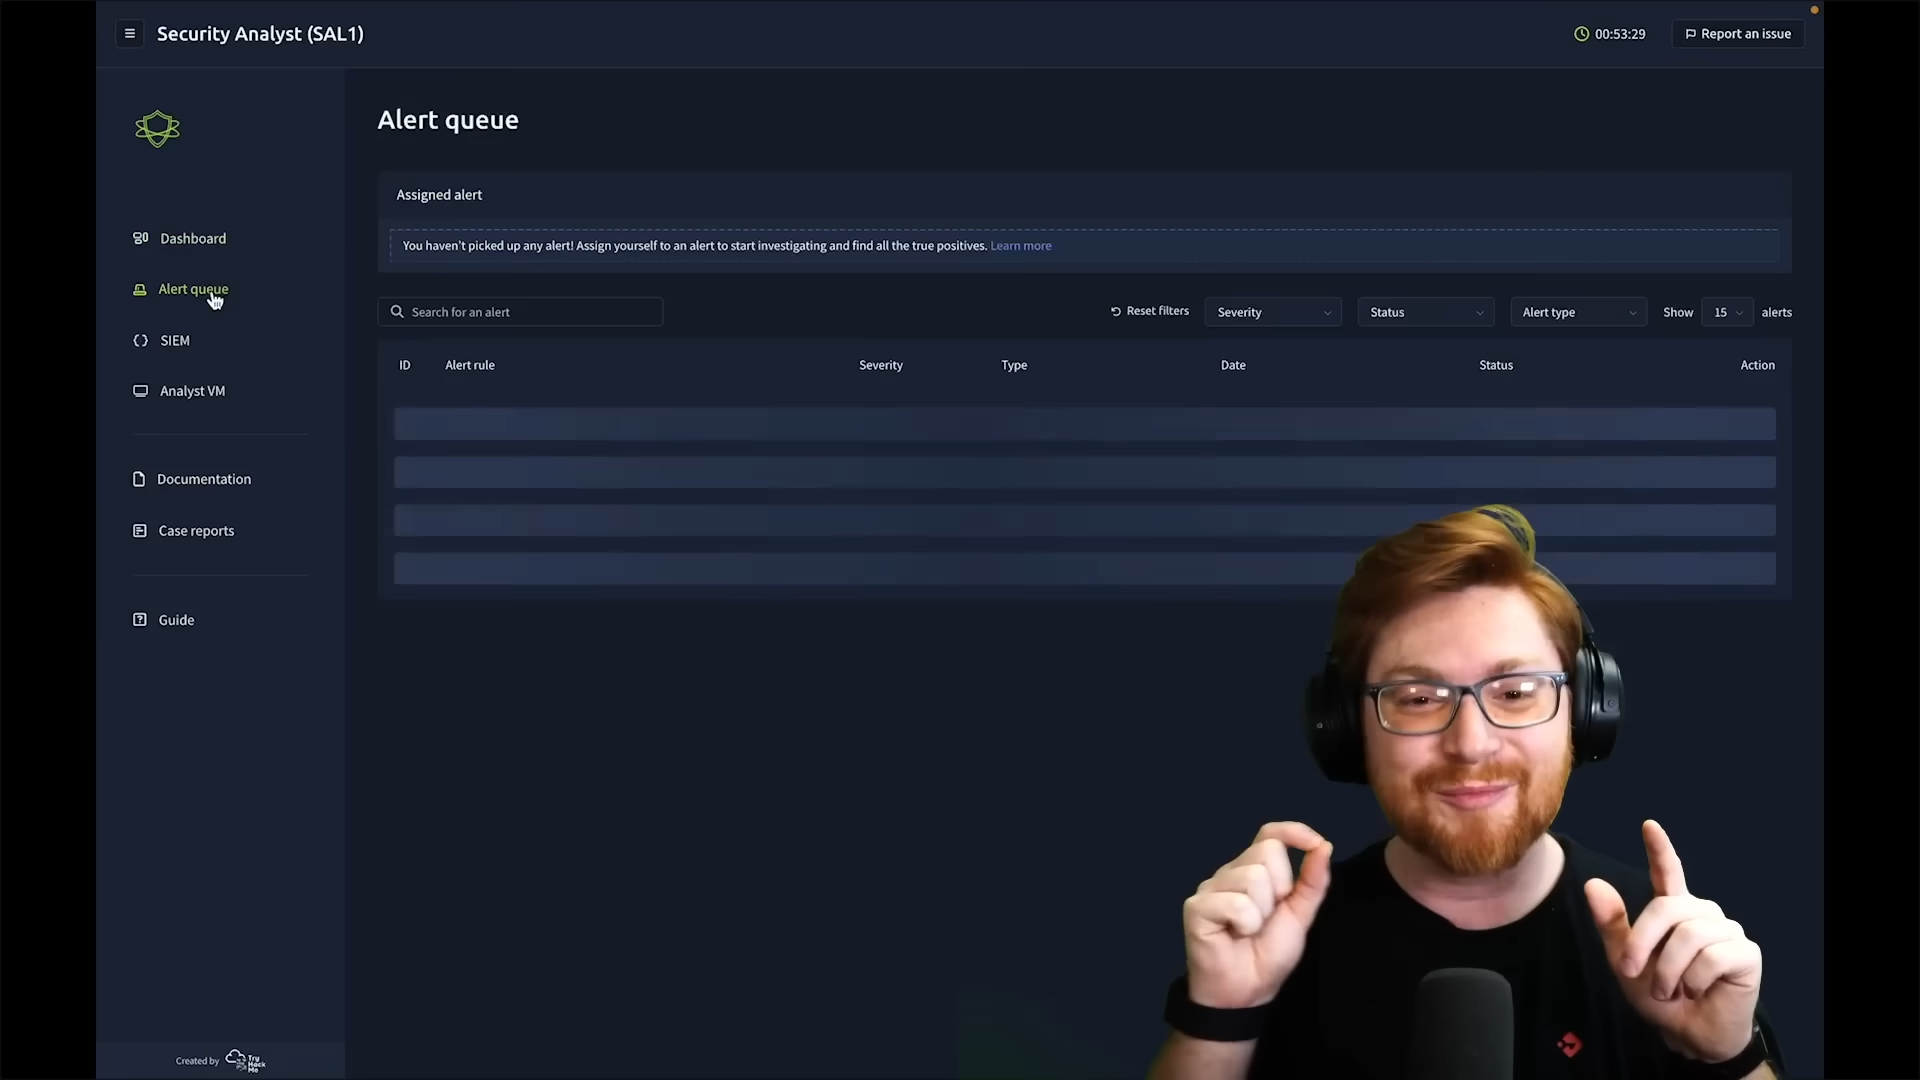 Security Analyst (SAL1)
00:53:29
Report an issue
Dashboard
Alert queue
SIEM
Analyst VM
Documentation
Case reports
Guide
Created by
Try
Hack
Me
Alert queue
Assigned alert
You haven't picked up any alert! Assign yourself to an alert to start investigating and find all the true positives. Learn more
Search for an alert
Reset filters
Severity
Status
Alert type
Show 15 alerts
ID Alert rule Severity Type Date Status Action